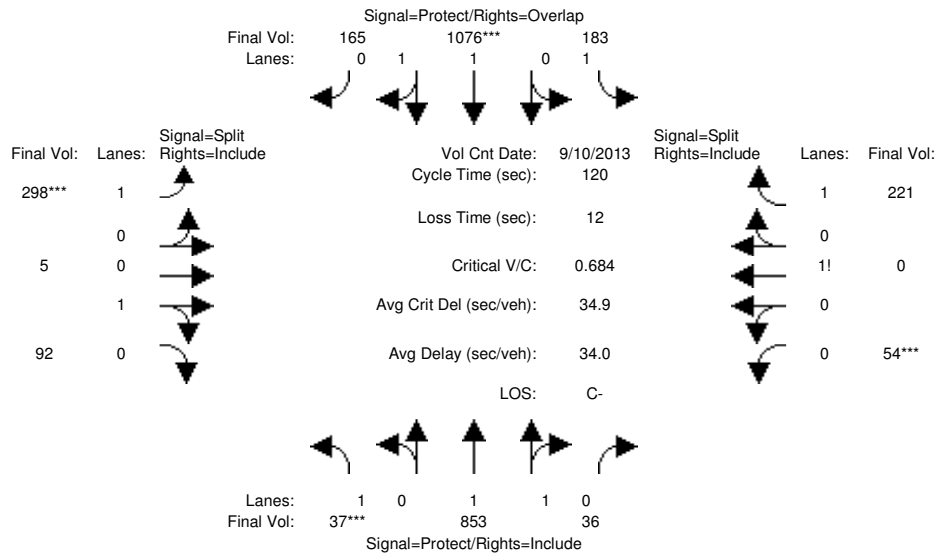 Signal=Protect/Rights=Overlap
Final Vol: 165 1076*** 183
Lanes: 0 1 1 0 1
Signal=Split Signal=Split
Final Vol: Lanes: Rights=Include Vol Cnt Date: 9/10/2013 Rights=Include Lanes: Final Vol:
Cycle Time (sec): 120
298*** 1 1 221
Loss Time (sec): 12
0 0
5 0 Critical V/C: 0.684 1! 0
1 Avg Crit Del (sec/veh): 34.9 0
92 0 Avg Delay (sec/veh): 34.0 0 54***
LOS: C-
Lanes: 1 0 1 1 0
Final Vol: 37*** 853 36
Signal=Protect/Rights=Include